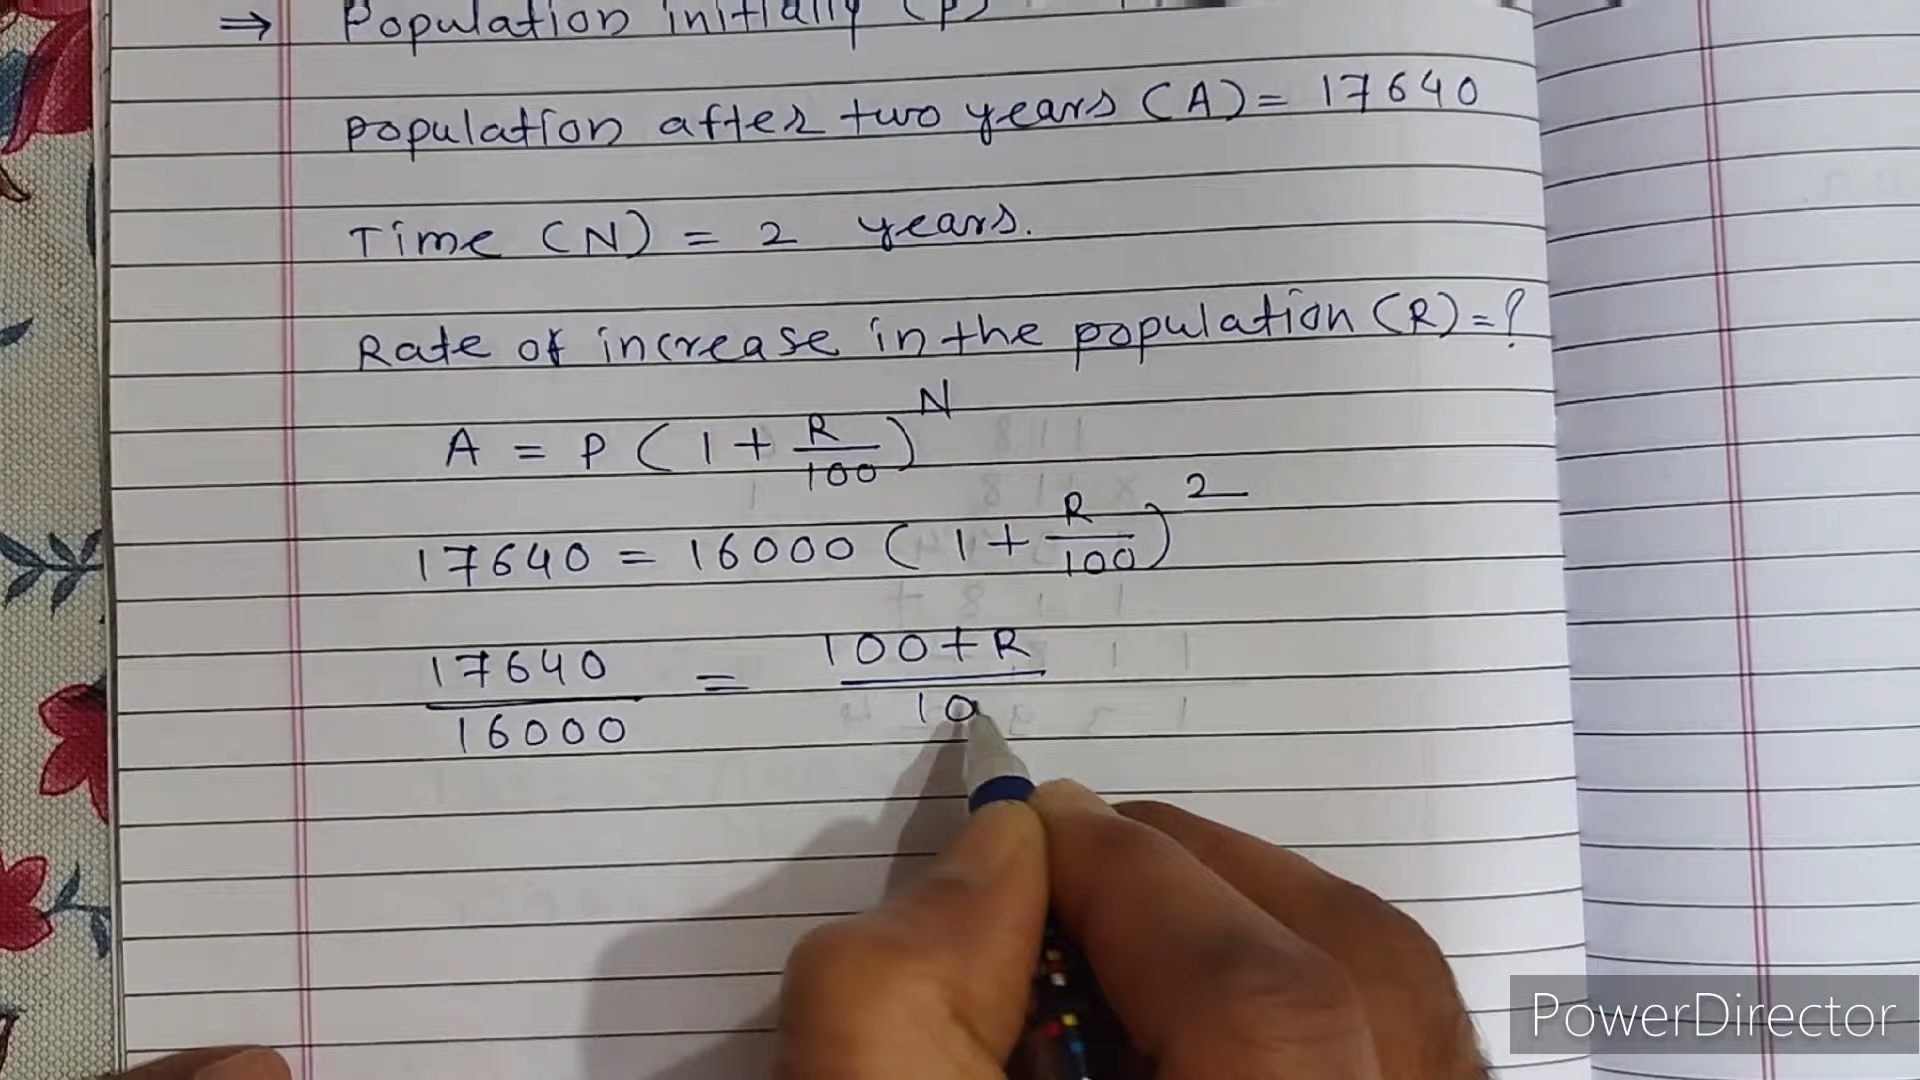 ⇒ Population initially (P)
Population after two years (A) = 17640
Time (N) = 2 years.
Rate of increase in the population (R) = ?
A = P (1 + R/100)^N
17640 = 16000 (1 + R/100)^2
17640/16000 = 100+R/10
PowerDirector